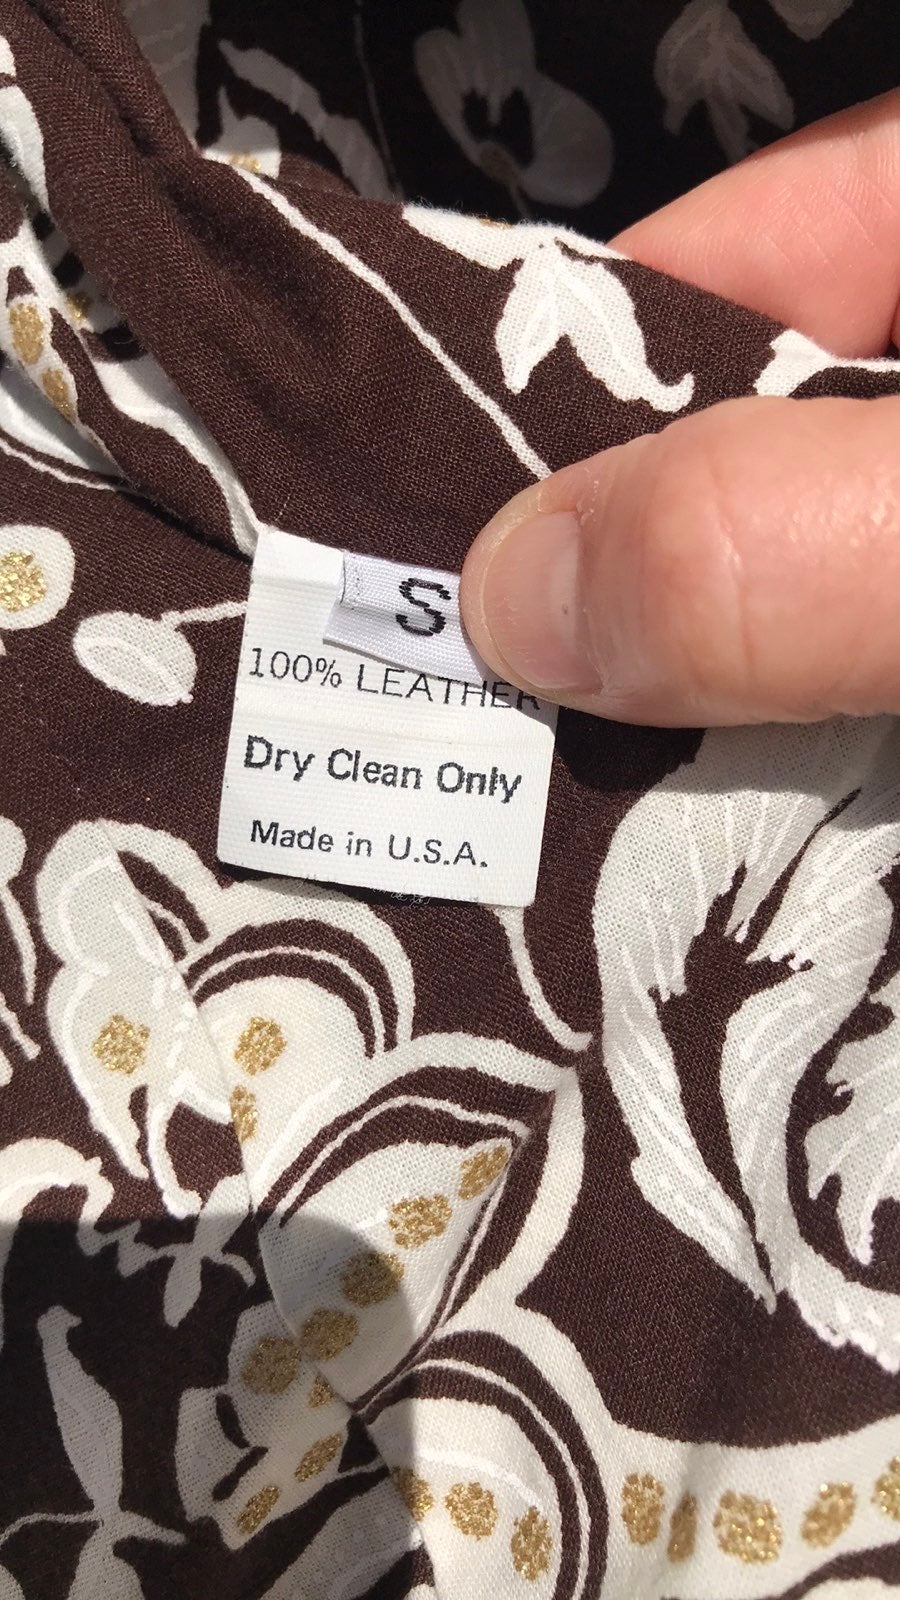 S
100% LEATHER
Dry Clean Only
Made in U.S.A.